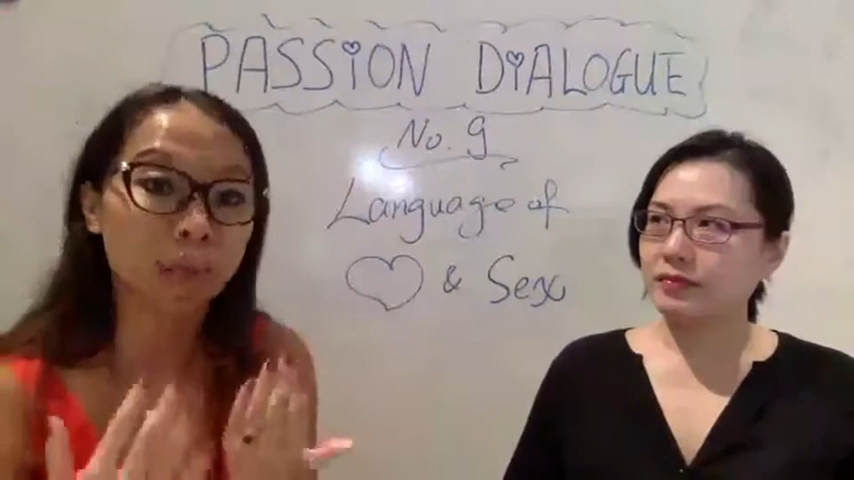 PASSION DIALOGUE
No. 9
Language of
♡ & Sex